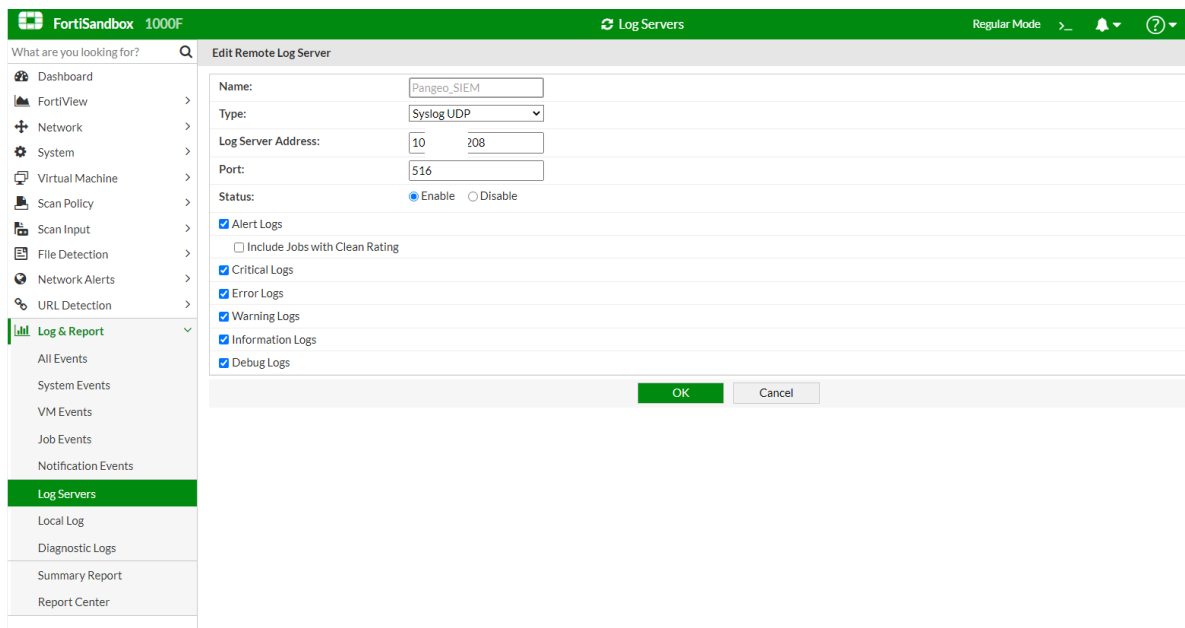 FortiSandbox 1000F
Log Servers
Regular Mode >_
What are you looking for?
Edit Remote Log Server
Dashboard
FortiView
Network
System
Virtual Machine
Scan Policy
Scan Input
File Detection
Network Alerts
URL Detection
Log & Report
All Events
System Events
VM Events
Job Events
Notification Events
Log Servers
Local Log
Diagnostic Logs
Summary Report
Report Center
Name: Pangeo_SIEM
Type: Syslog UDP
Log Server Address: 10 208
Port: 516
Status: Enable Disable
Alert Logs
Include Jobs with Clean Rating
Critical Logs
Error Logs
Warning Logs
Information Logs
Debug Logs
OK Cancel